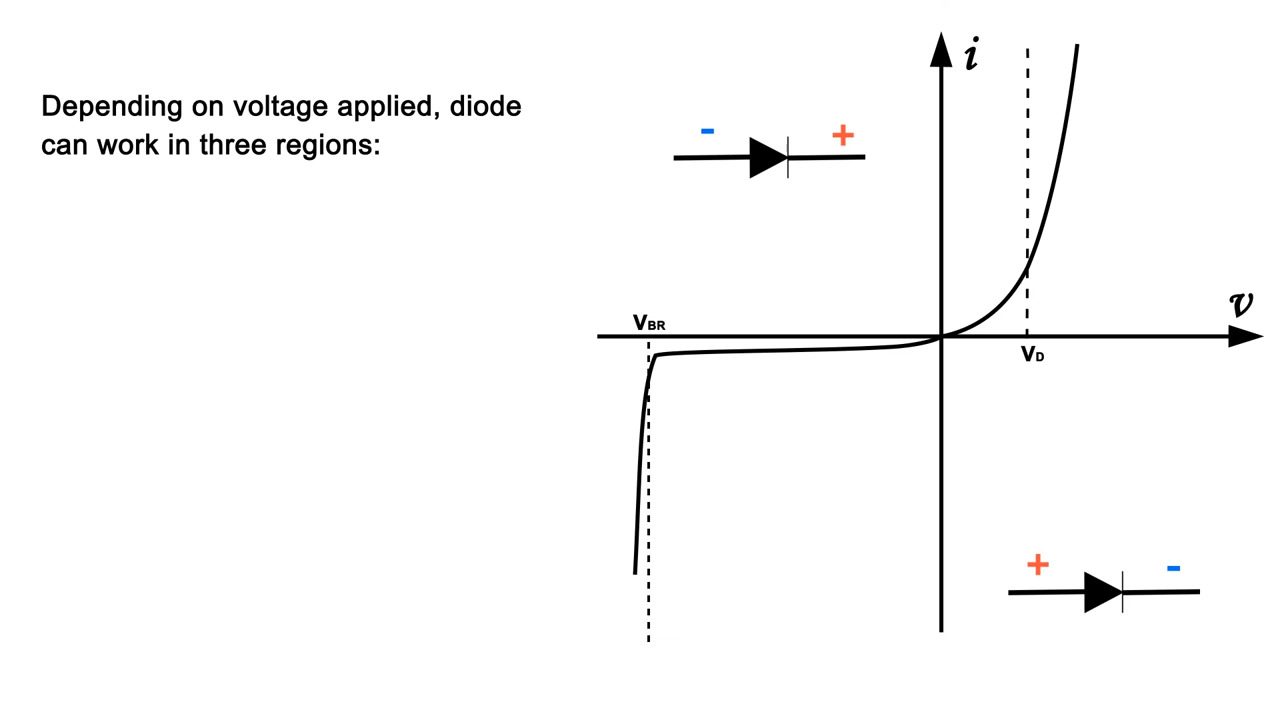 Depending on voltage applied, diode
can work in three regions:
i
- +
v
VBR
VD
+ -